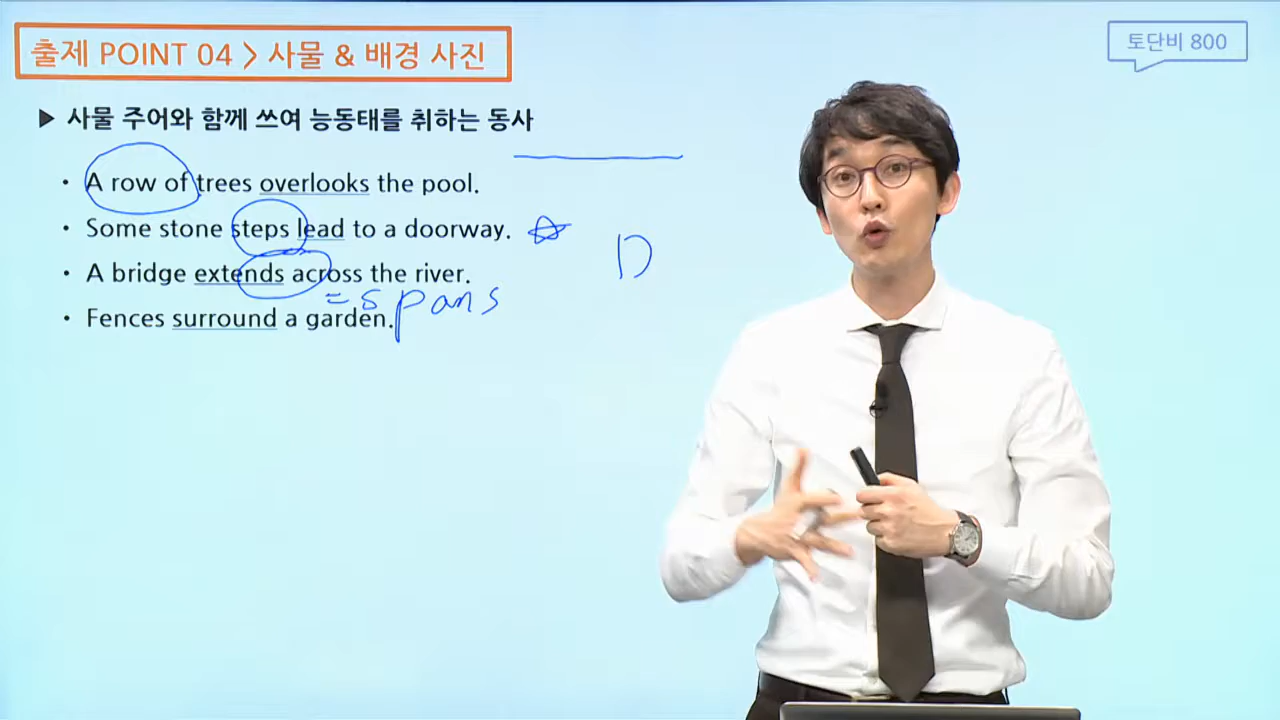 출제 POINT 04 > 사물 & 배경 사진
토단비 800
▶ 사물 주어와 함께 쓰여 능동태를 취하는 동사
· A row of trees overlooks the pool.
· Some stone steps lead to a doorway. ☆
· A bridge extends across the river.
= spans
· Fences surround a garden.
D